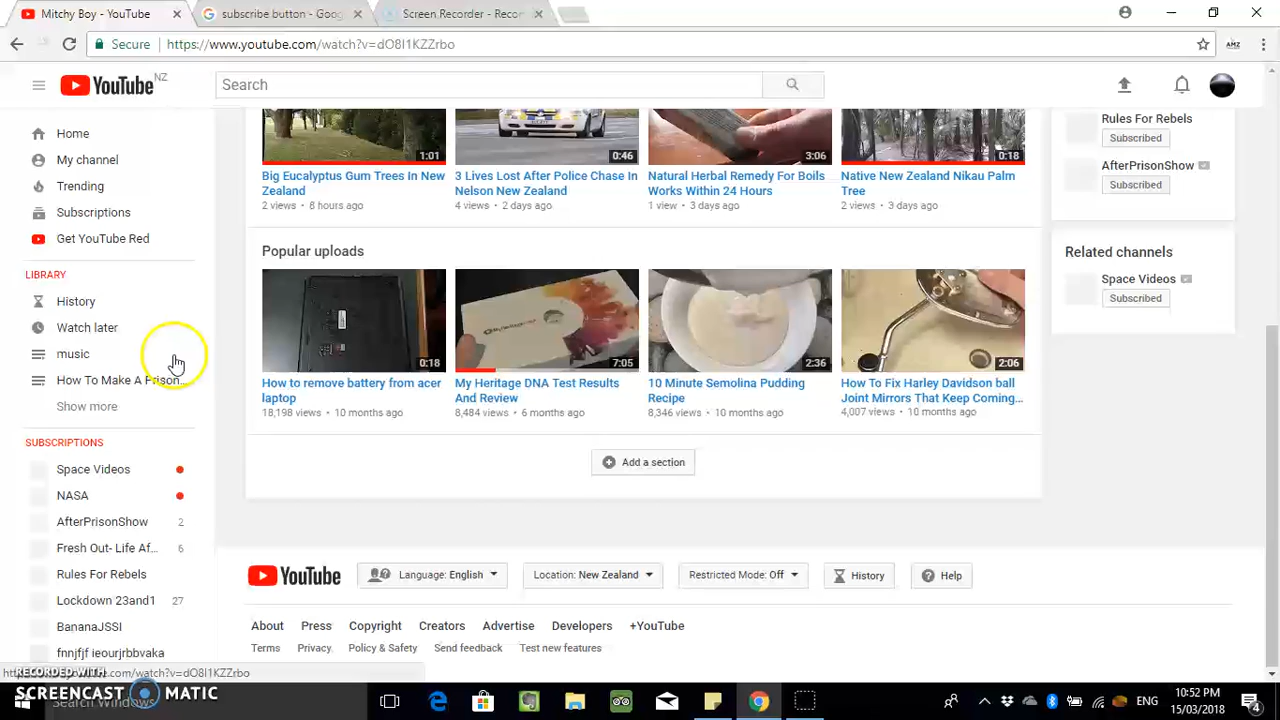 Mitchy Boy - YouTube
subscribe button - Goog
Screen Recorder - Recor
Secure
https://www.youtube.com/watch?v=dO8I1KZZrbo
YouTube NZ
Search
Home
My channel
Trending
Subscriptions
Get YouTube Red
LIBRARY
History
Watch later
music
How To Make A Prison...
Show more
SUBSCRIPTIONS
Space Videos
NASA
AfterPrisonShow 2
Fresh Out- Life Af... 6
Rules For Rebels
Lockdown 23and1 27
BananaJSSI
fnnjfjf ieourjrbbvaka
1:01
0:46
3:06
0:18
Big Eucalyptus Gum Trees In New
Zealand
2 views • 8 hours ago
3 Lives Lost After Police Chase In
Nelson New Zealand
4 views • 2 days ago
Natural Herbal Remedy For Boils
Works Within 24 Hours
1 view • 3 days ago
Native New Zealand Nikau Palm
Tree
2 views • 3 days ago
Popular uploads
0:18
7:05
2:36
2:06
How to remove battery from acer
laptop
18,198 views • 10 months ago
My Heritage DNA Test Results
And Review
8,484 views • 6 months ago
10 Minute Semolina Pudding
Recipe
8,346 views • 10 months ago
How To Fix Harley Davidson ball
Joint Mirrors That Keep Coming...
4,007 views • 10 months ago
Add a section
Rules For Rebels
Subscribed
AfterPrisonShow
Subscribed
Related channels
Space Videos
Subscribed
YouTube
Language: English
Location: New Zealand
Restricted Mode: Off
History
Help
About Press Copyright Creators Advertise Developers +YouTube
Terms Privacy Policy & Safety Send feedback Test new features
RECORDED WITH
SCREENCAST MATIC
Search Windows
ENG
10:52 PM
15/03/2018
4